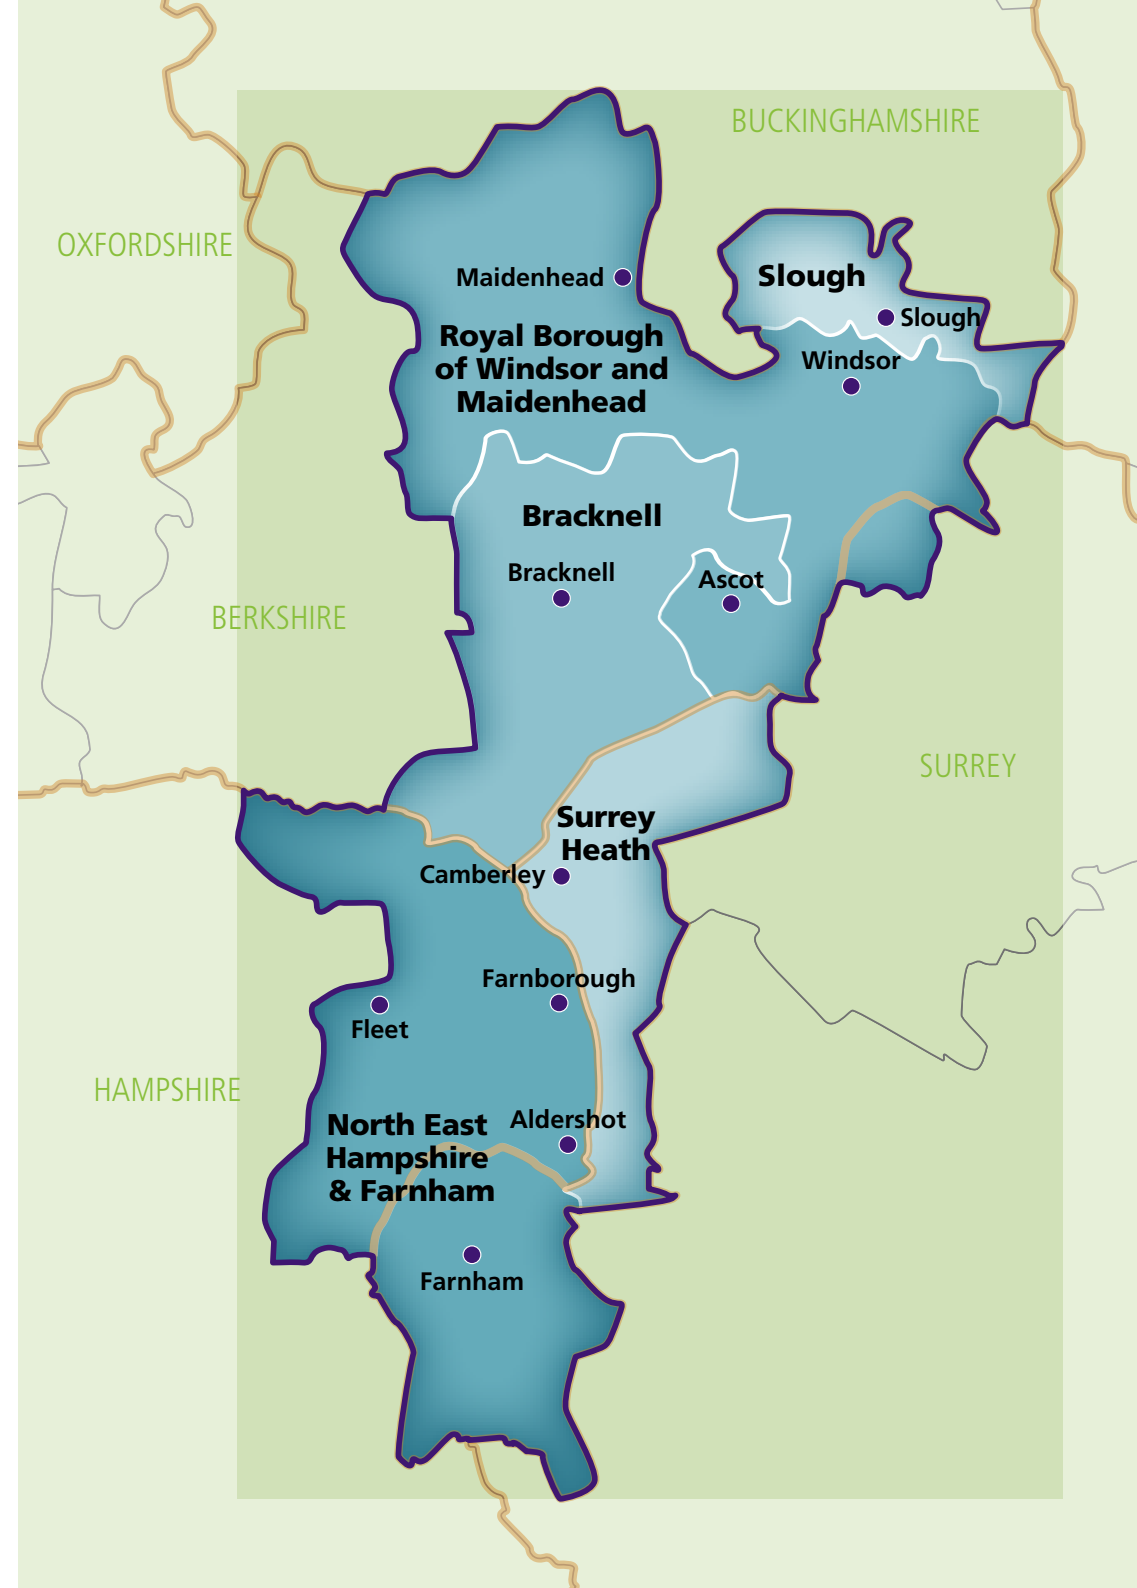 BUCKINGHAMSHIRE
OXFORDSHIRE
Slough
Maidenhead
Slough
Royal Borough
of Windsor and
Maidenhead
Windsor
Bracknell
Bracknell
Ascot
BERKSHIRE
SURREY
Surrey
Heath
Camberley
Farnborough
Fleet
HAMPSHIRE
Aldershot
North East
Hampshire
& Farnham
Farnham